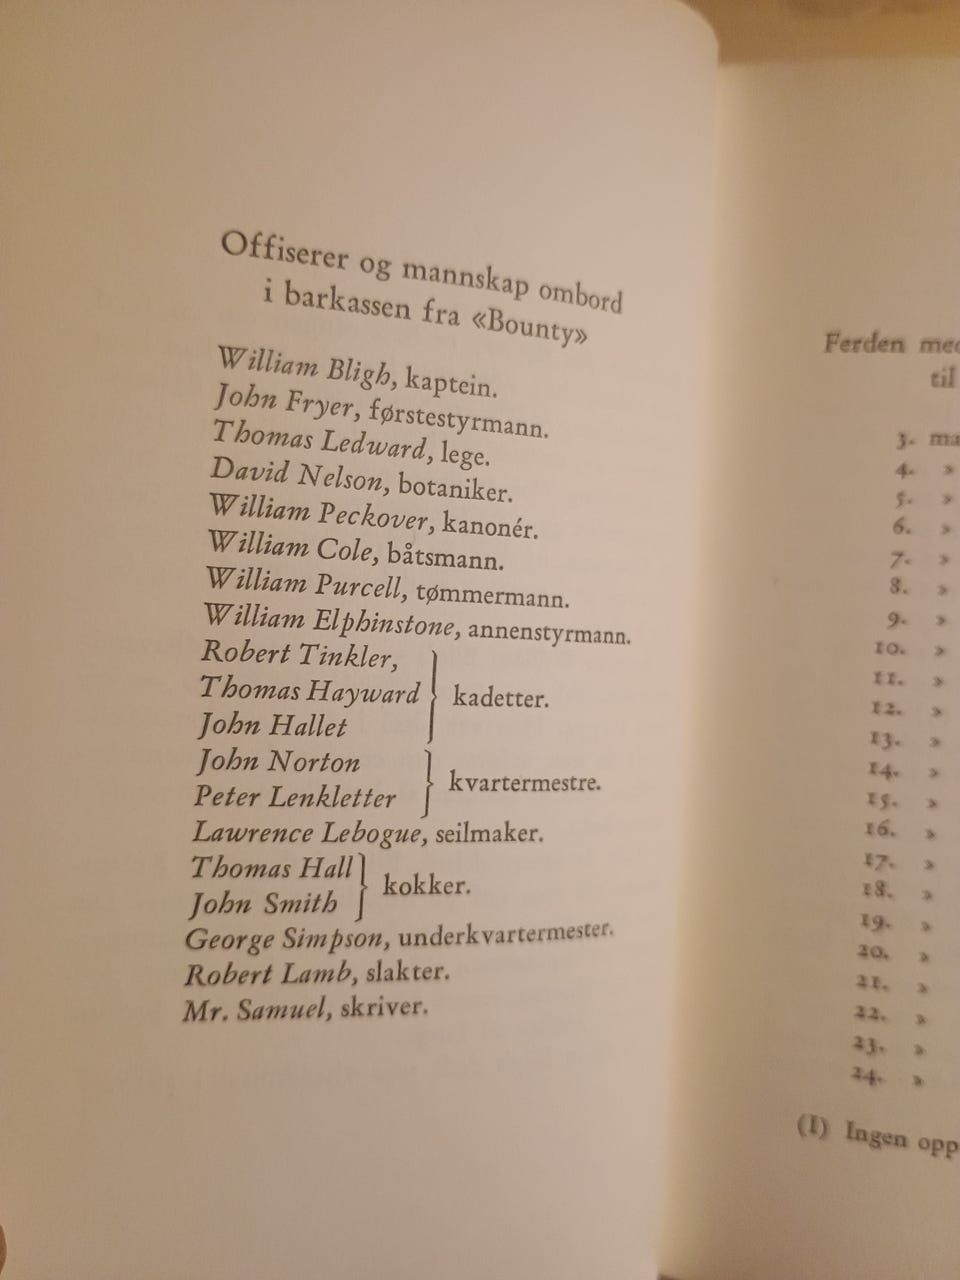 Offiserer og mannskap ombord
i barkassen fra «Bounty»
William Bligh, kaptein.
John Fryer, førstestyrmann.
Thomas Ledward, lege.
David Nelson, botaniker.
William Peckover, kanonér.
William Cole, båtsmann.
William Purcell, tømmermann.
William Elphinstone, annenstyrmann.
Robert Tinkler,
Thomas Hayward } kadetter.
John Hallet
John Norton
Peter Lenkletter } kvartermestre.
Lawrence Lebogue, seilmaker.
Thomas Hall
John Smith } kokker.
George Simpson, underkvartermester.
Robert Lamb, slakter.
Mr. Samuel, skriver.
Ferden med
til
3. ma
4. »
5. »
6. »
7. »
8. »
9. »
10. »
11. »
12. »
13. »
14. »
15. »
16. »
17. »
18. »
19. »
20. »
21. »
22. »
23. »
24. »
(I) Ingen opp